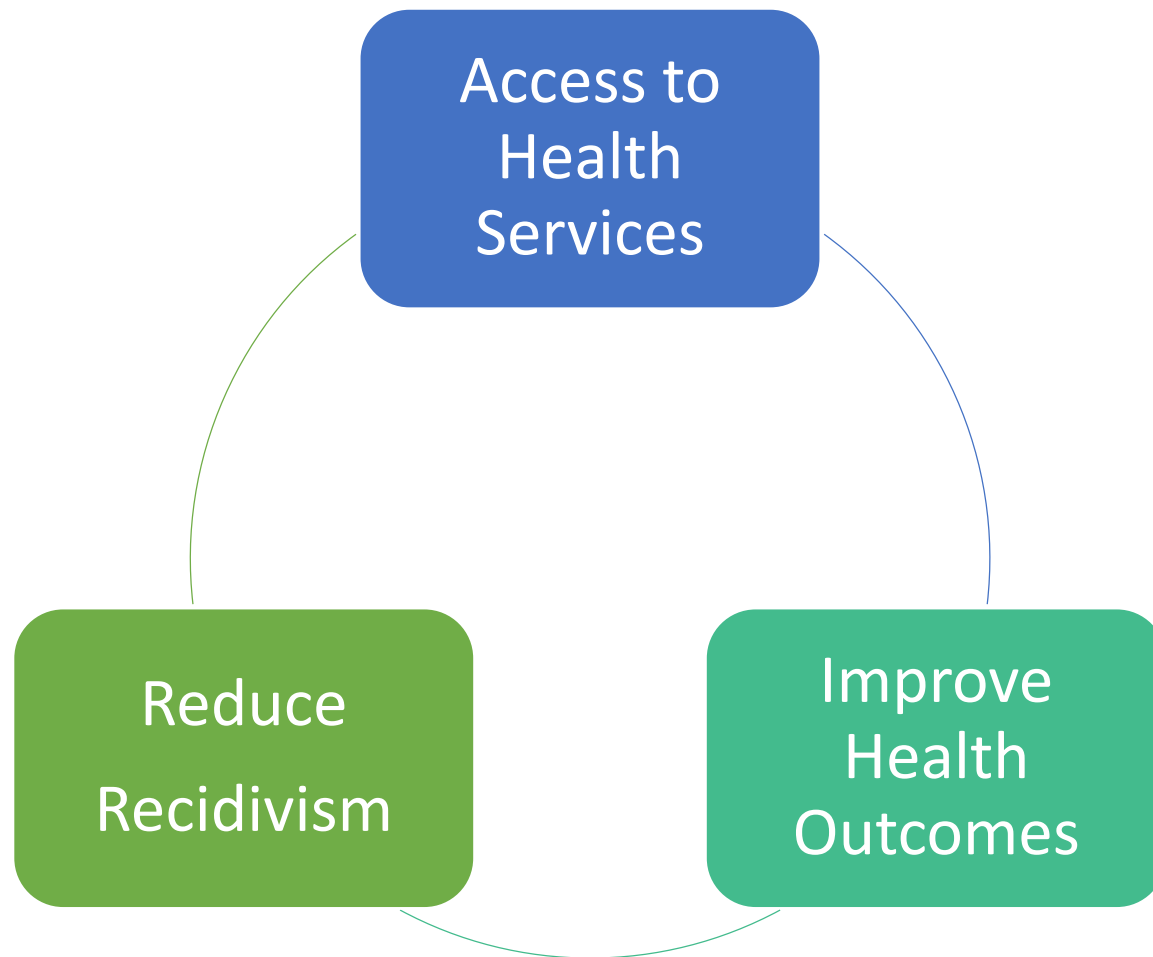 Access to
Health
Services
Reduce
Recidivism
Improve
Health
Outcomes